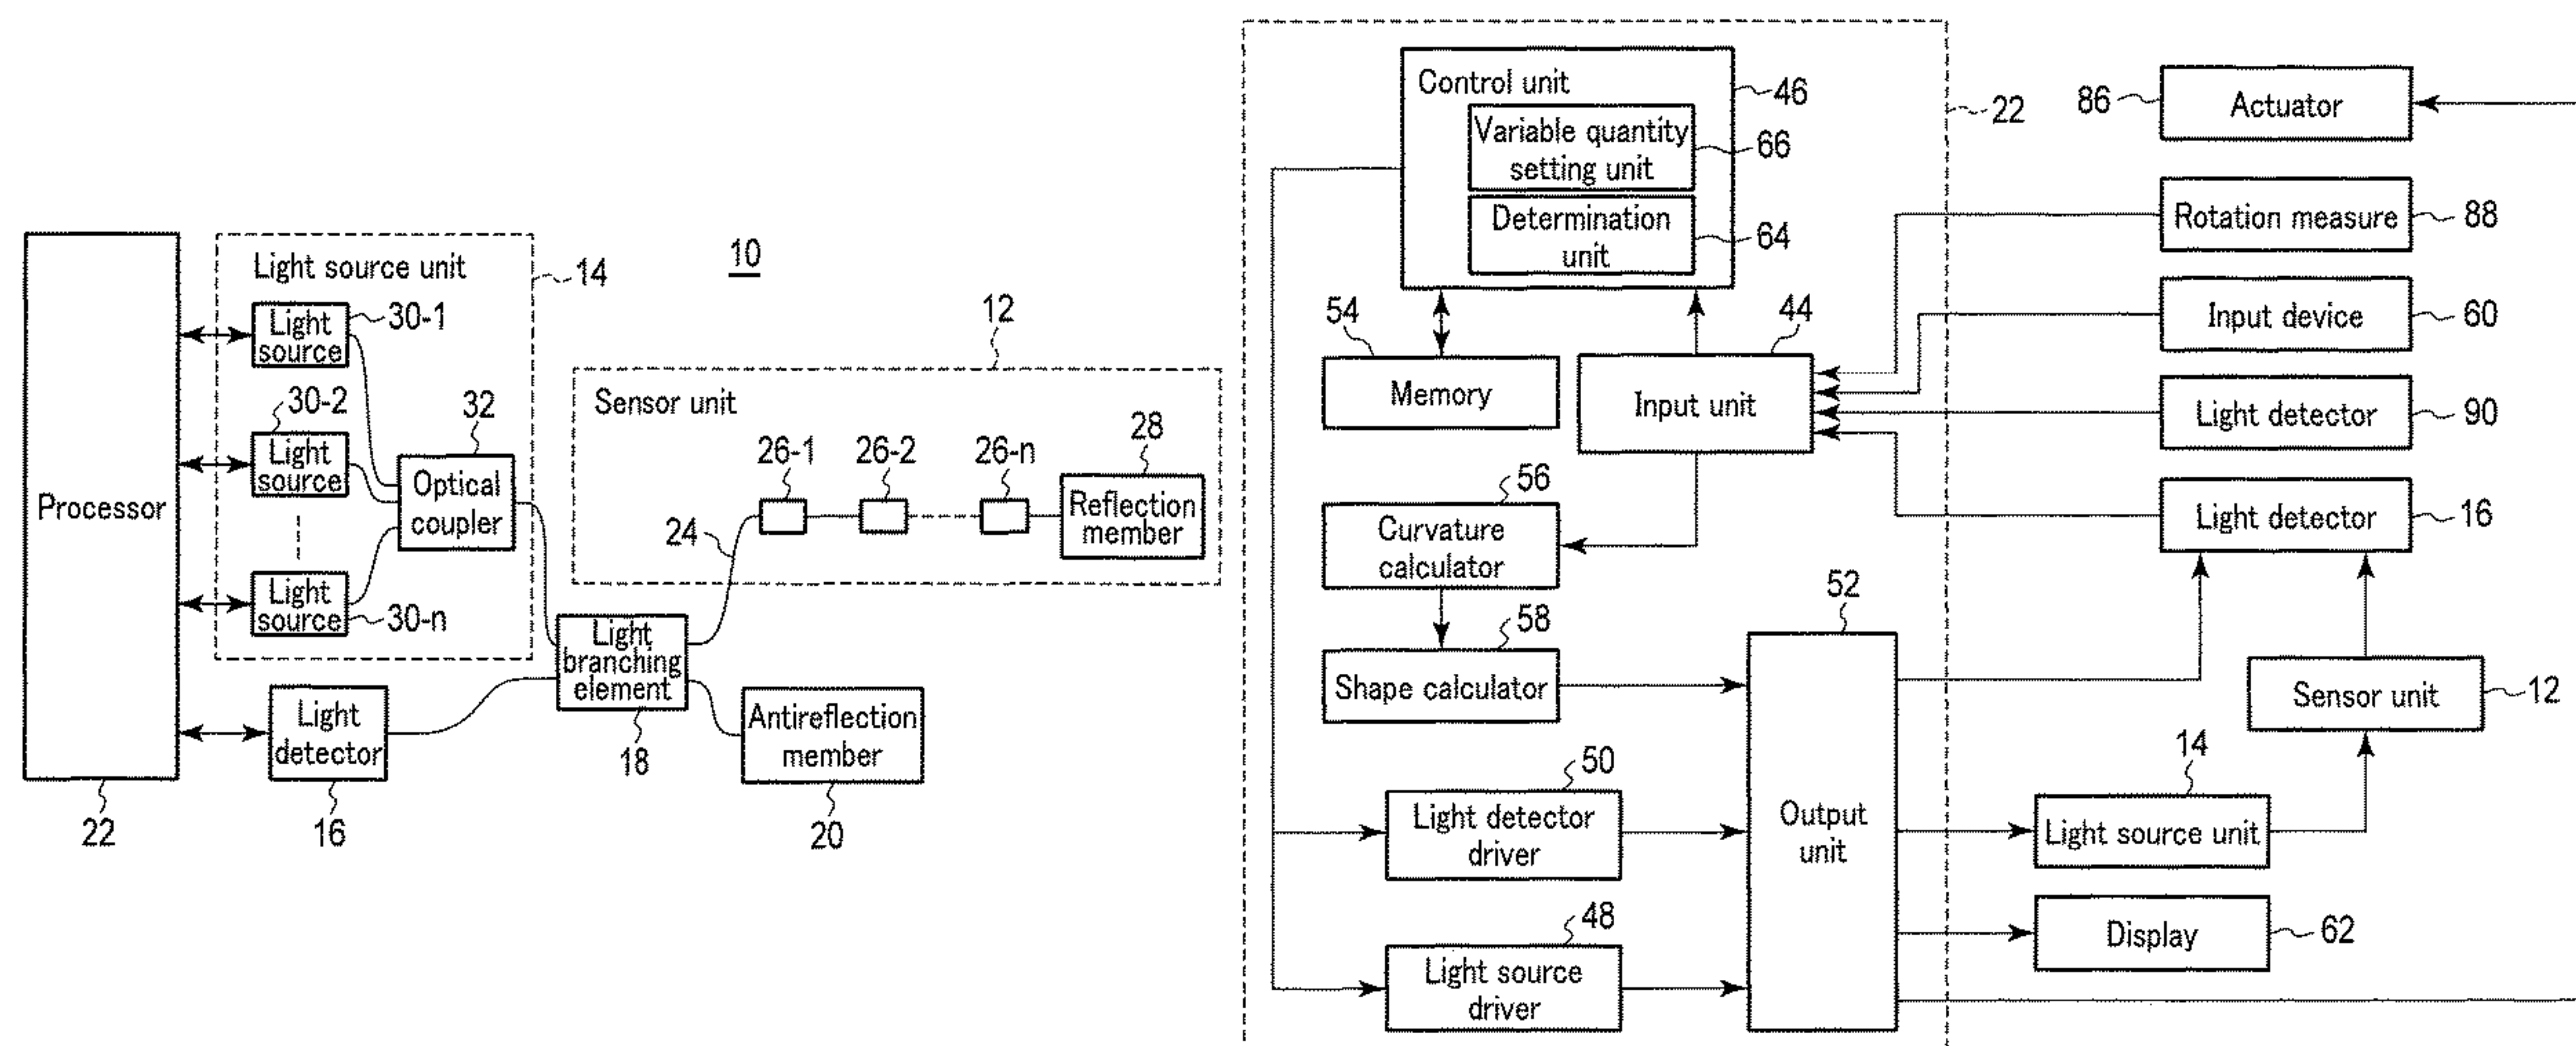 10
Processor
22
Light source unit
14
Light
source
30-1
30-2
Light
source
Light
source
30-n
32
Optical
coupler
Light
detector
16
Light
branching
element
18
Antireflection
member
20
12
Sensor unit
24
26-1
26-2
26-n
28
Reflection
member
22
Control unit
46
Variable quantity
setting unit
66
Determination
unit
64
54
Memory
44
Input unit
56
Curvature
calculator
58
Shape calculator
52
Output
unit
50
Light detector
driver
48
Light source
driver
86
Actuator
Rotation measure
88
Input device
60
Light detector
90
Light detector
16
Sensor unit
12
14
Light source unit
Display
62